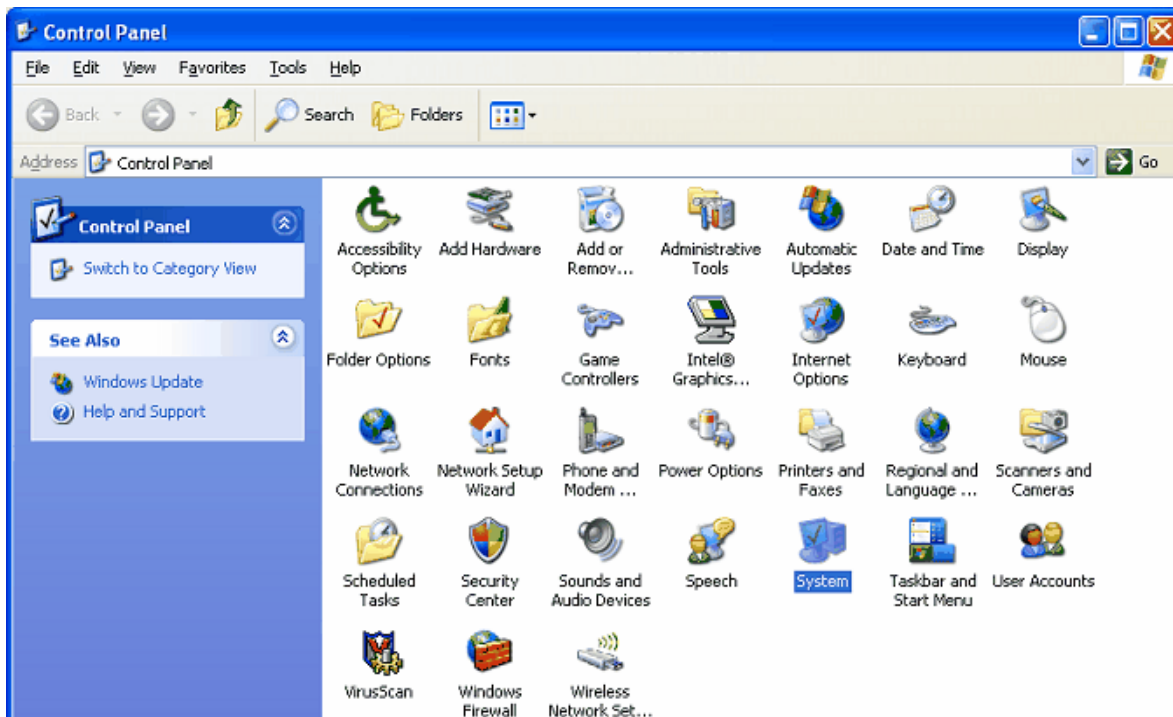 Control Panel
File Edit View Favorites Tools Help
Back Search Folders
Address Control Panel Go
Control Panel
Switch to Category View
See Also
Windows Update
Help and Support
Accessibility Options
Add Hardware
Add or Remov...
Administrative Tools
Automatic Updates
Date and Time
Display
Folder Options
Fonts
Game Controllers
Intel® Graphics...
Internet Options
Keyboard
Mouse
Network Connections
Network Setup Wizard
Phone and Modem ...
Power Options
Printers and Faxes
Regional and Language ...
Scanners and Cameras
Scheduled Tasks
Security Center
Sounds and Audio Devices
Speech
System
Taskbar and Start Menu
User Accounts
VirusScan
Windows Firewall
Wireless Network Set...